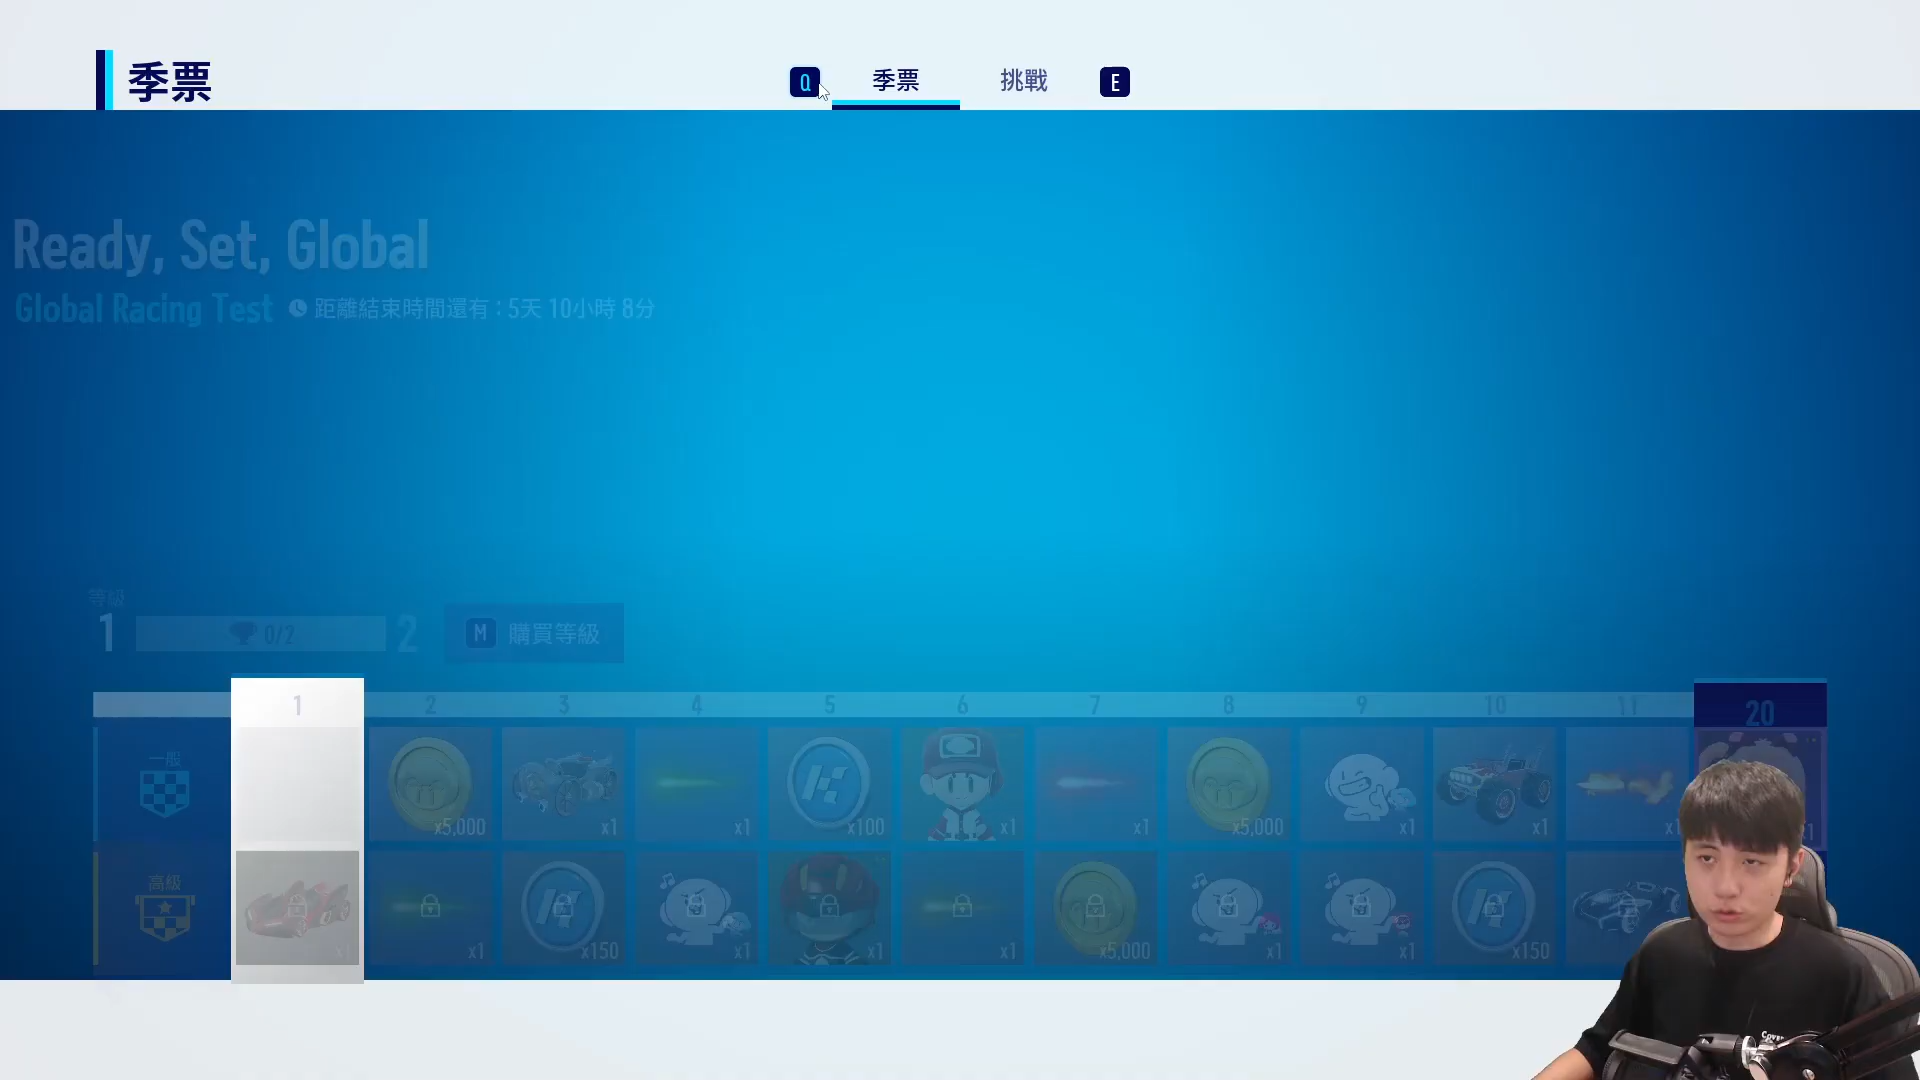 季票
Q 季票 挑戰 E
Ready, Set, Global
Global Racing Test 距離結束時間還有：5天 10小時 8分
等級
1 0/2 2 M 購買等級
1 2 3 4 5 6 7 8 9 10 11 20
一般
x5,000 x1 x1 x100 x1 x1 x5,000 x1 x1 x1 x1
高級
x1 x1 x150 x1 x1 x1 x5,000 x1 x1 x150